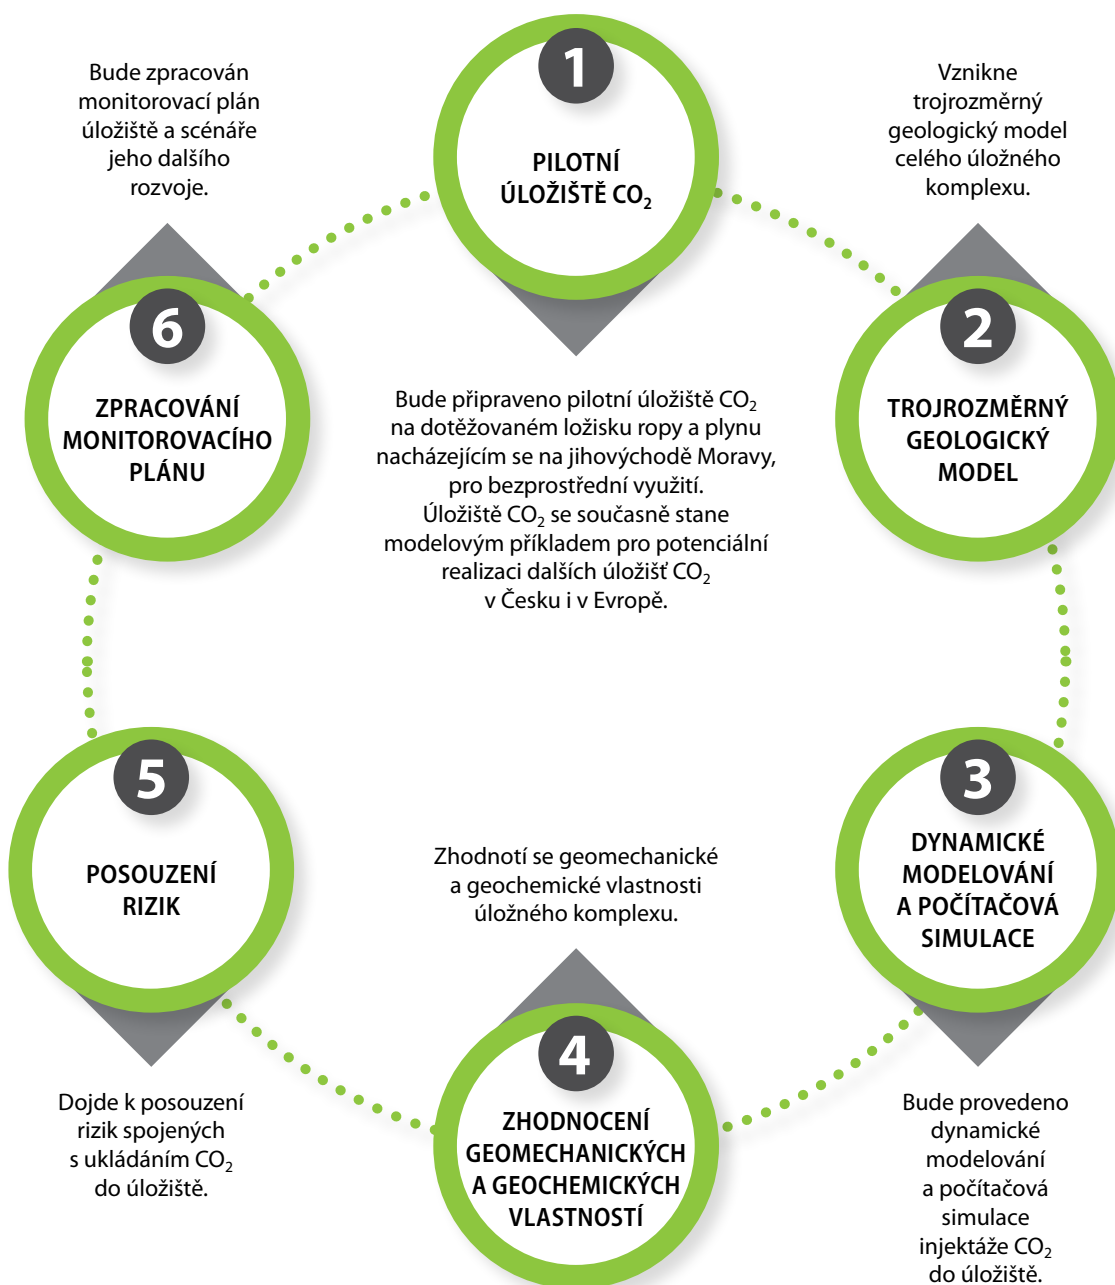 1
PILOTNÍ
ÚLOŽIŠTĚ CO₂
Bude připraveno pilotní úložiště CO₂
na dotěžovaném ložisku ropy a plynu
nacházejícím se na jihovýchodě Moravy,
pro bezprostřední využití.
Úložiště CO₂ se současně stane
modelovým příkladem pro potenciální
realizaci dalších úložišť CO₂
v Česku i v Evropě.
Vznikne
trojrozměrný
geologický model
celého úložného
komplexu.
2
TROJROZMĚRNÝ
GEOLOGICKÝ
MODEL
3
DYNAMICKÉ
MODELOVÁNÍ
A POČÍTAČOVÁ
SIMULACE
Bude provedeno
dynamické
modelování
a počítačová
simulace
injektáže CO₂
do úložiště.
Zhodnotí se geomechanické
a geochemické vlastnosti
úložného komplexu.
4
ZHODNOCENÍ
GEOMECHANICKÝCH
A GEOCHEMICKÝCH
VLASTNOSTÍ
5
POSOUZENÍ
RIZIK
Dojde k posouzení
rizik spojených
s ukládáním CO₂
do úložiště.
Bude zpracován
monitorovací plán
úložiště a scénáře
jeho dalšího
rozvoje.
6
ZPRACOVÁNÍ
MONITOROVACÍHO
PLÁNU